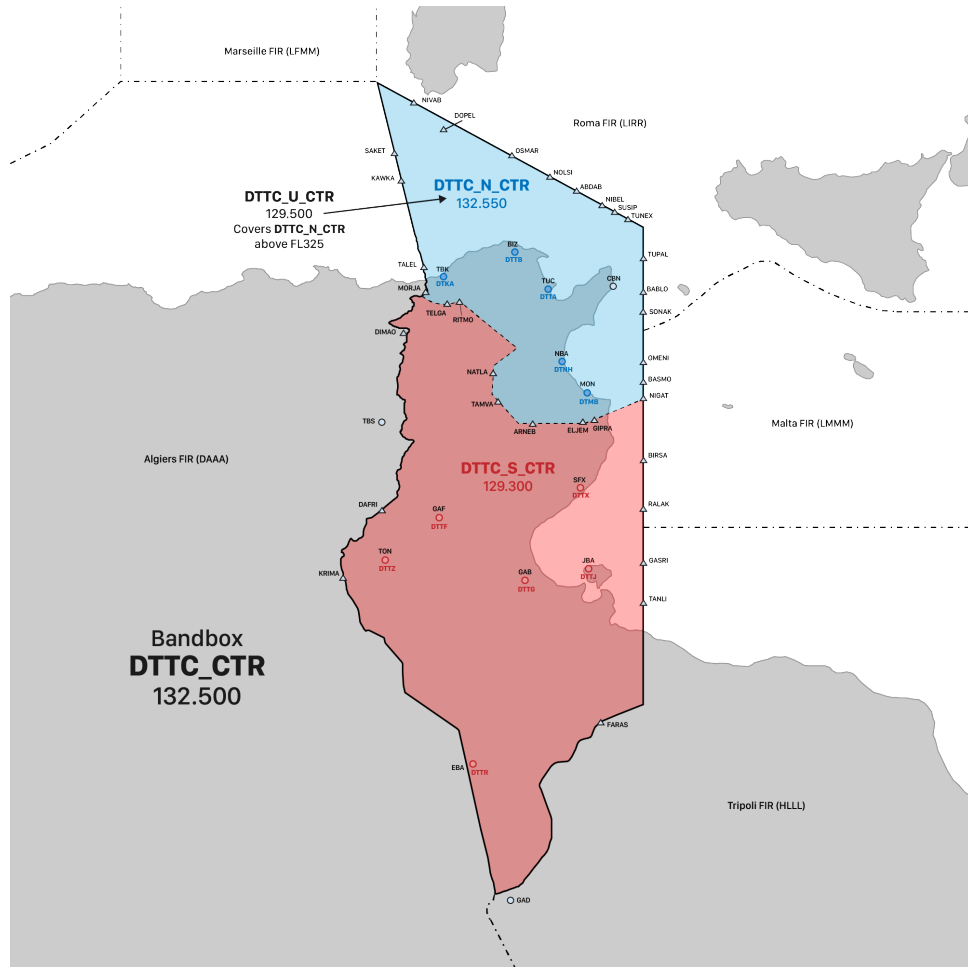 Marseille FIR (LFMM)
NIVAB
DOPEL
Roma FIR (LIRR)
SAKET
OSMAR
NOLSI
KAWKA
DTTC_N_CTR
132.550
ABDAB
NIBEL
SUSIP
TUNEX
DTTC_U_CTR
129.500
Covers DTTC_N_CTR
above FL325
BIZ
DTTB
TUPAL
TALEL
TBK
DTKA
TUC
DTTA
CBN
MORJA
BABLO
TELGA
RITMO
SONAK
DIMAO
NBA
DTNH
OMENI
NATLA
MON
DTMB
BASMO
NIGAT
TAMVA
TBS
ARNEB
ELJEM
GIPRA
Malta FIR (LMMM)
Algiers FIR (DAAA)
BIRSA
DTTC_S_CTR
129.300
SFX
DTTX
DAFRI
GAF
DTTF
RALAK
TON
DTTZ
KRIMA
GAB
DTTG
JBA
DTTJ
GASRI
TANLI
Bandbox
DTTC_CTR
132.500
FARAS
EBA
DTTR
Tripoli FIR (HLLL)
GAD